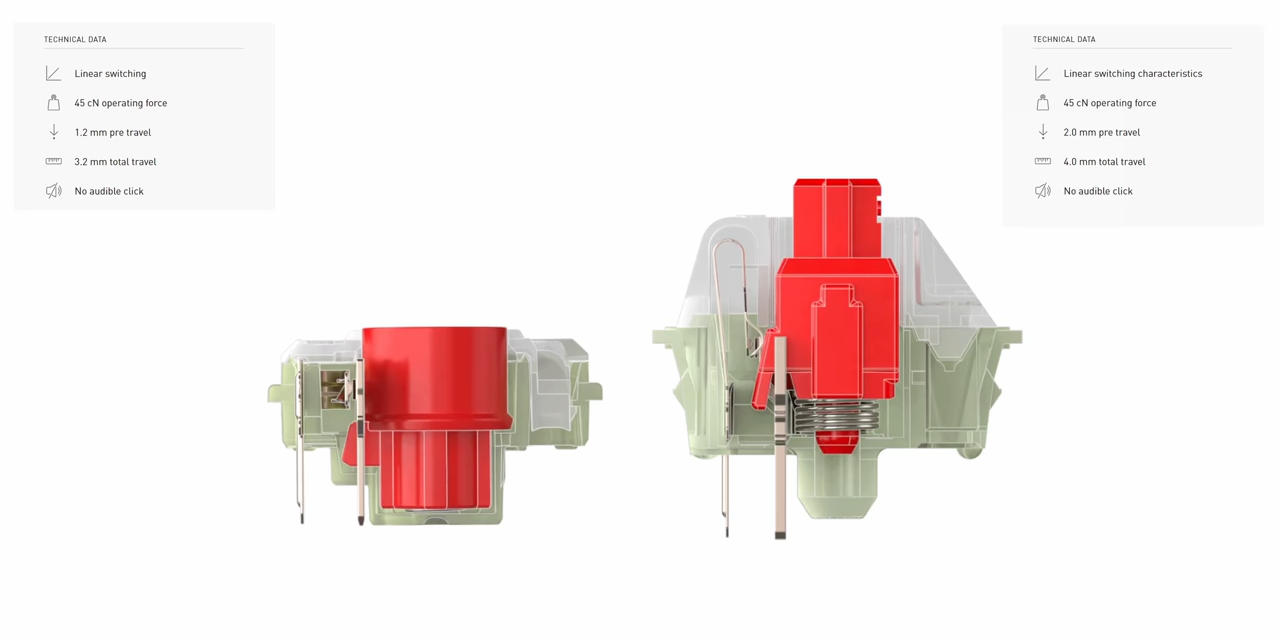 TECHNICAL DATA
Linear switching
45 cN operating force
1.2 mm pre travel
3.2 mm total travel
No audible click
TECHNICAL DATA
Linear switching characteristics
45 cN operating force
2.0 mm pre travel
4.0 mm total travel
No audible click